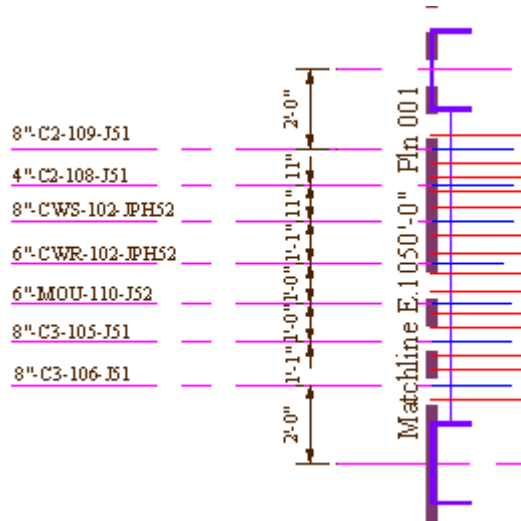 2'-0"
8"-C2-109-J51
11"
4"-C2-108-J51
11"
8"-CWS-102-JPH52
1'-1"
6"-CWR-102-JPH52
1'-0"
6"-MOU-110-J52
1'-0"
8"-C3-105-J51
1'-1"
8"-C3-106-J51
2'-0"
Matchline E.1050'-0" Pln 001